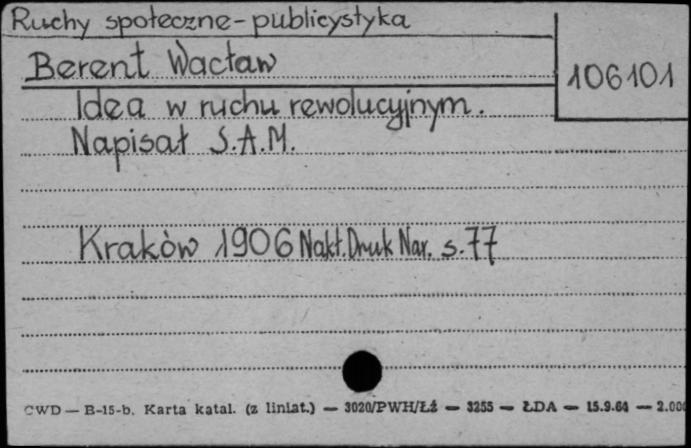 Ruchy społeczne - publicystyka
Berent Wacław
106101
Idea w ruchu rewolucyjnym.
Napisał S.A.M.
Kraków 1906 Nakł. Druk Nar. s. 77
CWD — B-15-b. Karta katal. (z liniat.) — 3020/PWH/Łź — 3255 — ŁDA — 15.9.64 — 2.000